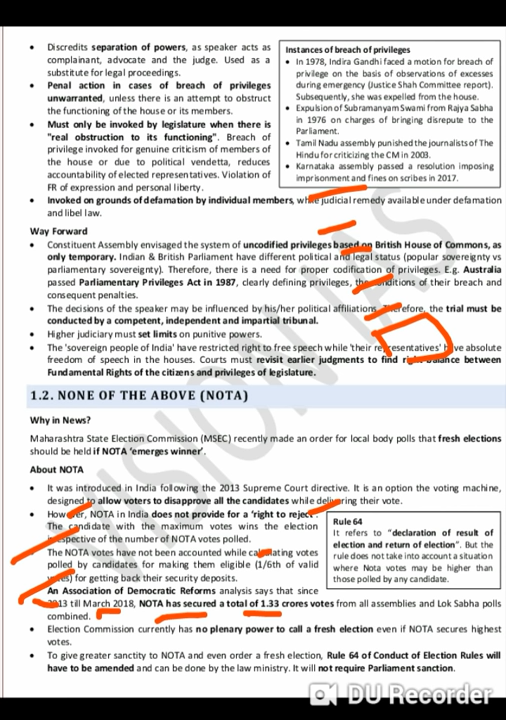 • Discredits separation of powers, as speaker acts as
complainant, advocate and the judge. Used as a
substitute for legal proceedings.
• Penal action in cases of breach of privileges
unwarranted, unless there is an attempt to obstruct
the functioning of the house or its members.
• Must only be invoked by legislature when there is
"real obstruction to its functioning". Breach of
privilege invoked for genuine criticism of members of
the house or due to political vendetta, reduces
accountability of elected representatives. Violation of
FR of expression and personal liberty.
Instances of breach of privileges
• In 1978, Indira Gandhi faced a motion for breach of
privilege on the basis of observations of excesses
during emergency (Justice Shah Committee report).
Subsequently, she was expelled from the house.
• Expulsion of Subramanyam Swami from Rajya Sabha
in 1976 on charges of bringing disrepute to the
Parliament.
• Tamil Nadu assembly punished the journalists of The
Hindu for criticizing the CM in 2003.
• Karnataka assembly passed a resolution imposing
imprisonment and fines on scribes in 2017.
• Invoked on grounds of defamation by individual members, while judicial remedy available under defamation
and libel law.
Way Forward
• Constituent Assembly envisaged the system of uncodified privileges based on British House of Commons, as
only temporary. Indian & British Parliament have different political and legal status (popular sovereignty vs
parliamentary sovereignty). Therefore, there is a need for proper codification of privileges. E.g. Australia
passed Parliamentary Privileges Act in 1987, clearly defining privileges, the conditions of their breach and
consequent penalties.
• The decisions of the speaker may be influenced by his/her political affiliations. Therefore, the trial must be
conducted by a competent, independent and impartial tribunal.
• Higher judiciary must set limits on punitive powers.
• The 'sovereign people of India' have restricted right to free speech while 'their representatives' have absolute
freedom of speech in the houses. Courts must revisit earlier judgments to find right balance between
Fundamental Rights of the citizens and privileges of legislature.
1.2. NONE OF THE ABOVE (NOTA)
Why in News?
Maharashtra State Election Commission (MSEC) recently made an order for local body polls that fresh elections
should be held if NOTA 'emerges winner'.
About NOTA
• It was introduced in India following the 2013 Supreme Court directive. It is an option the voting machine,
designed to allow voters to disapprove all the candidates while delivering their vote.
• However, NOTA in India does not provide for a 'right to reject'.
The candidate with the maximum votes wins the election
irrespective of the number of NOTA votes polled.
• The NOTA votes have not been accounted while calculating votes
polled by candidates for making them eligible (1/6th of valid
votes) for getting back their security deposits.
Rule 64
It refers to "declaration of result of
election and return of election". But the
rule does not take into account a situation
where Nota votes may be higher than
those polled by any candidate.
• An Association of Democratic Reforms analysis says that since
2013 till March 2018, NOTA has secured a total of 1.33 crores votes from all assemblies and Lok Sabha polls
combined.
• Election Commission currently has no plenary power to call a fresh election even if NOTA secures highest
votes.
• To give greater sanctity to NOTA and even order a fresh election, Rule 64 of Conduct of Election Rules will
have to be amended and can be done by the law ministry. It will not require Parliament sanction.
VISION IAS
DU Recorder